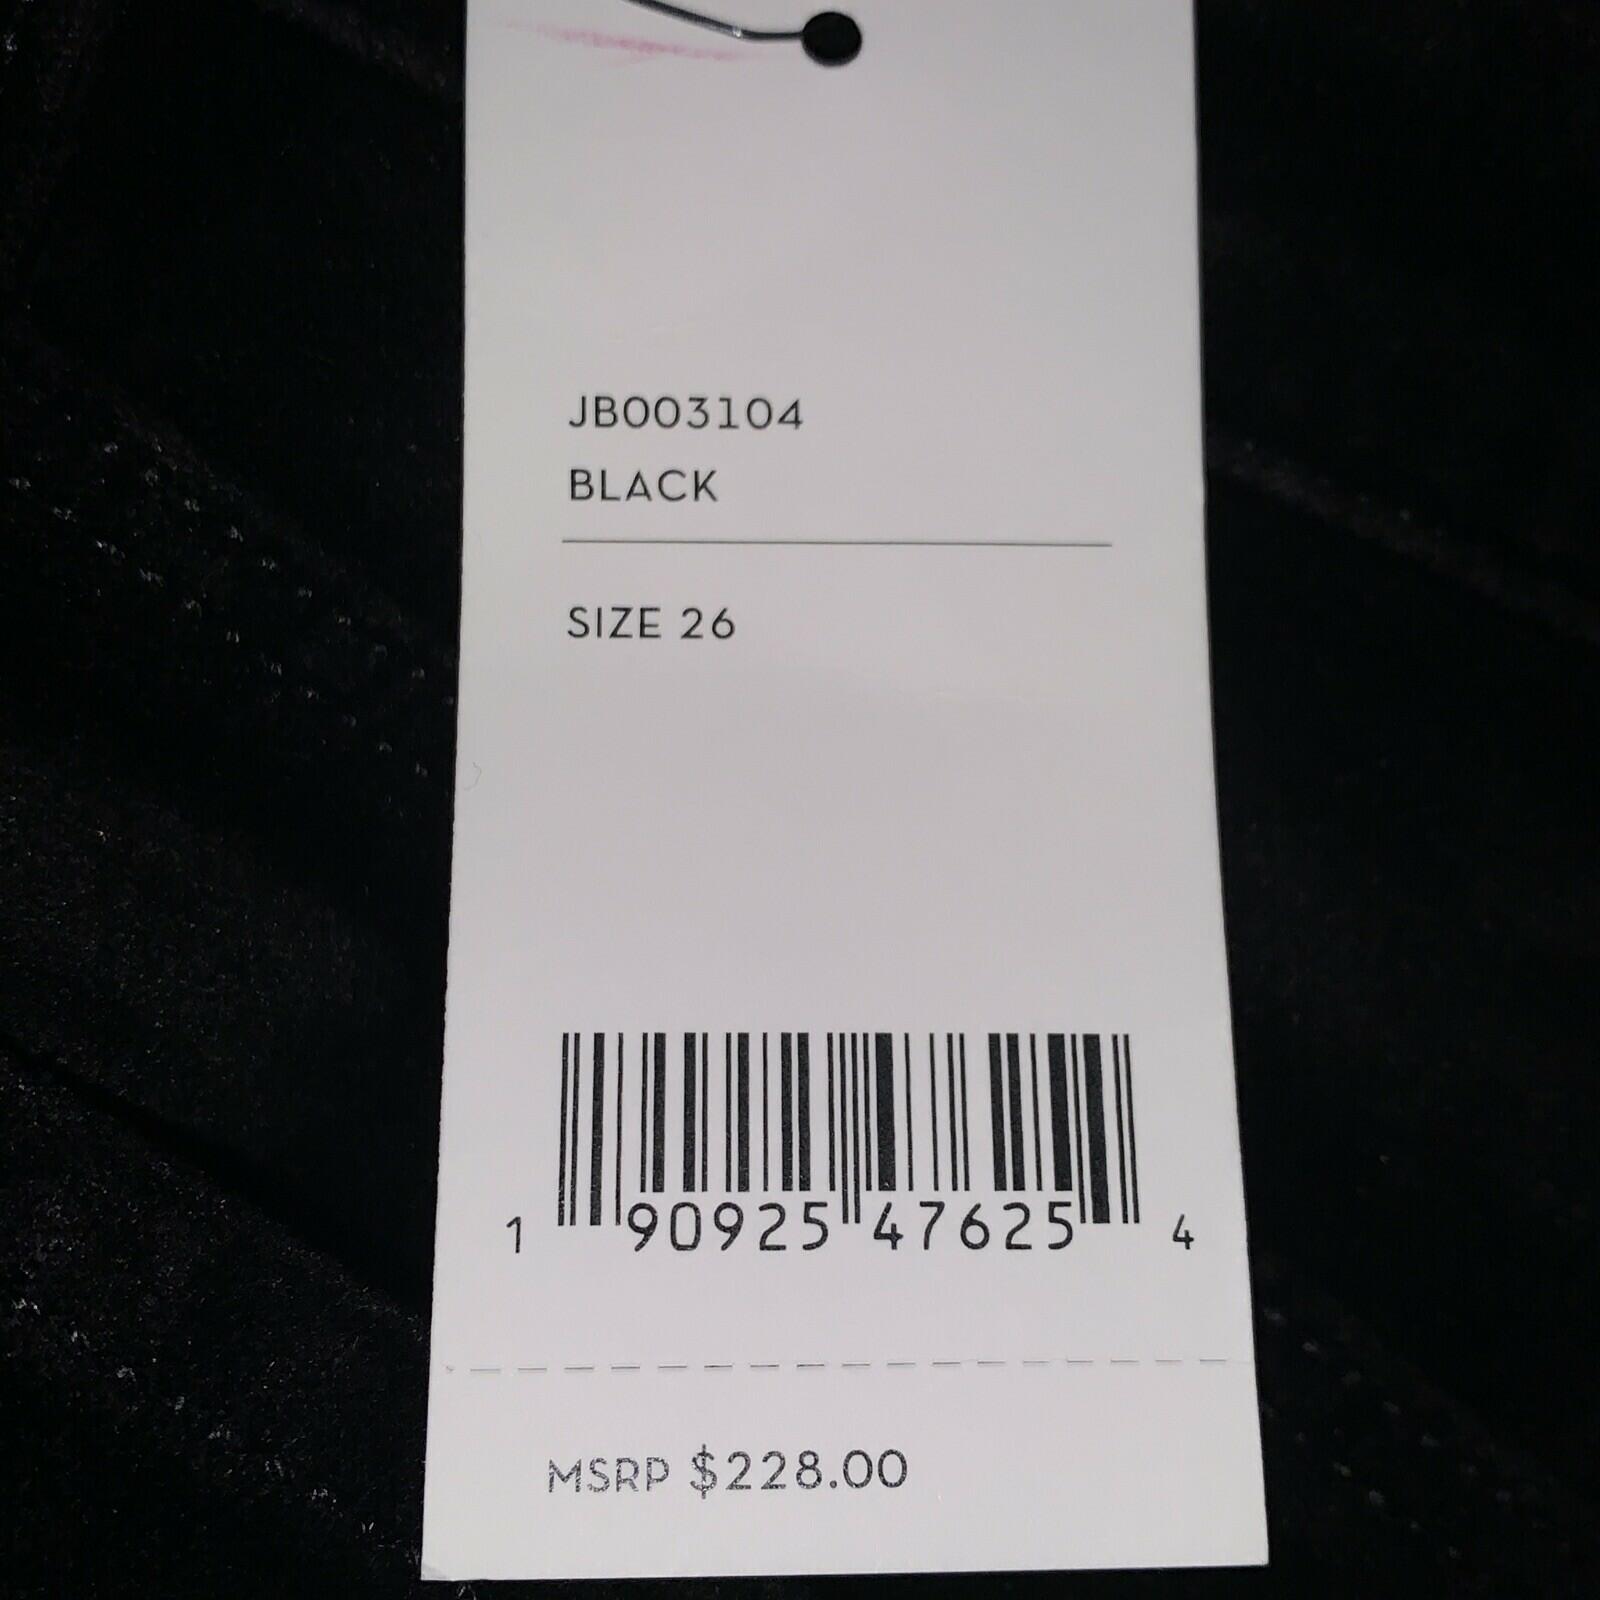 JB003104
BLACK
SIZE 26
1 90925 47625 4
MSRP $228.00